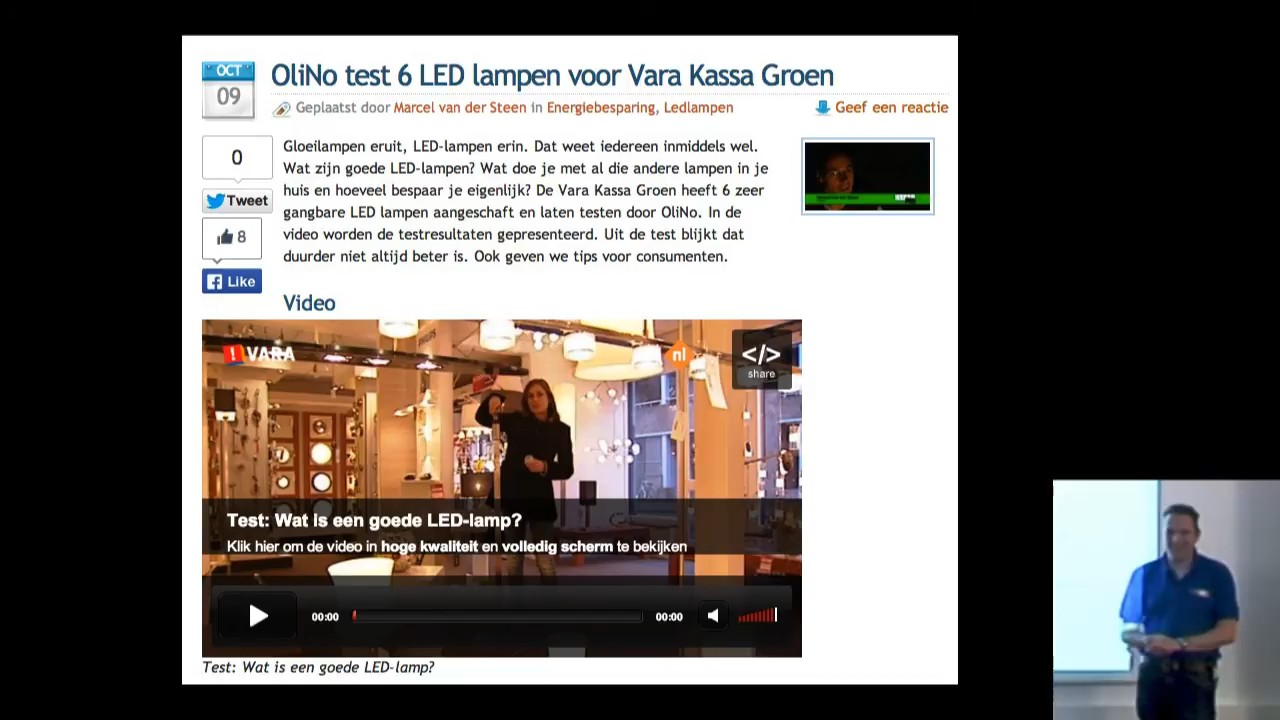 OCT
09
OliNo test 6 LED lampen voor Vara Kassa Groen
Geplaatst door Marcel van der Steen in Energiebesparing, Ledlampen
Geef een reactie
0
Tweet
8
Like
Gloeilampen eruit, LED-lampen erin. Dat weet iedereen inmiddels wel.
Wat zijn goede LED-lampen? Wat doe je met al die andere lampen in je
huis en hoeveel bespaar je eigenlijk? De Vara Kassa Groen heeft 6 zeer
gangbare LED lampen aangeschaft en laten testen door OliNo. In de
video worden de testresultaten gepresenteerd. Uit de test blijkt dat
duurder niet altijd beter is. Ook geven we tips voor consumenten.
Video
! VARA
nl
</>
share
Test: Wat is een goede LED-lamp?
Klik hier om de video in hoge kwaliteit en volledig scherm te bekijken
00:00
00:00
Test: Wat is een goede LED-lamp?